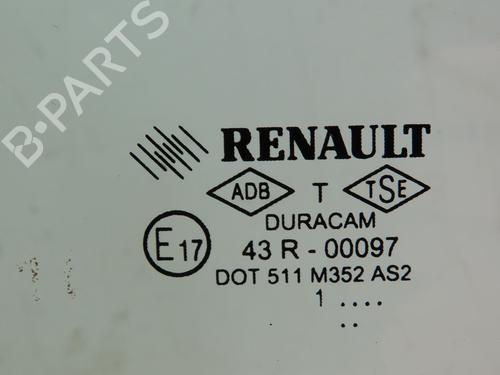 B-PARTS
RENAULT
ADB T TSE
DURACAM
E17 43 R - 00097
DOT 511 M352 AS2
1 ....
..